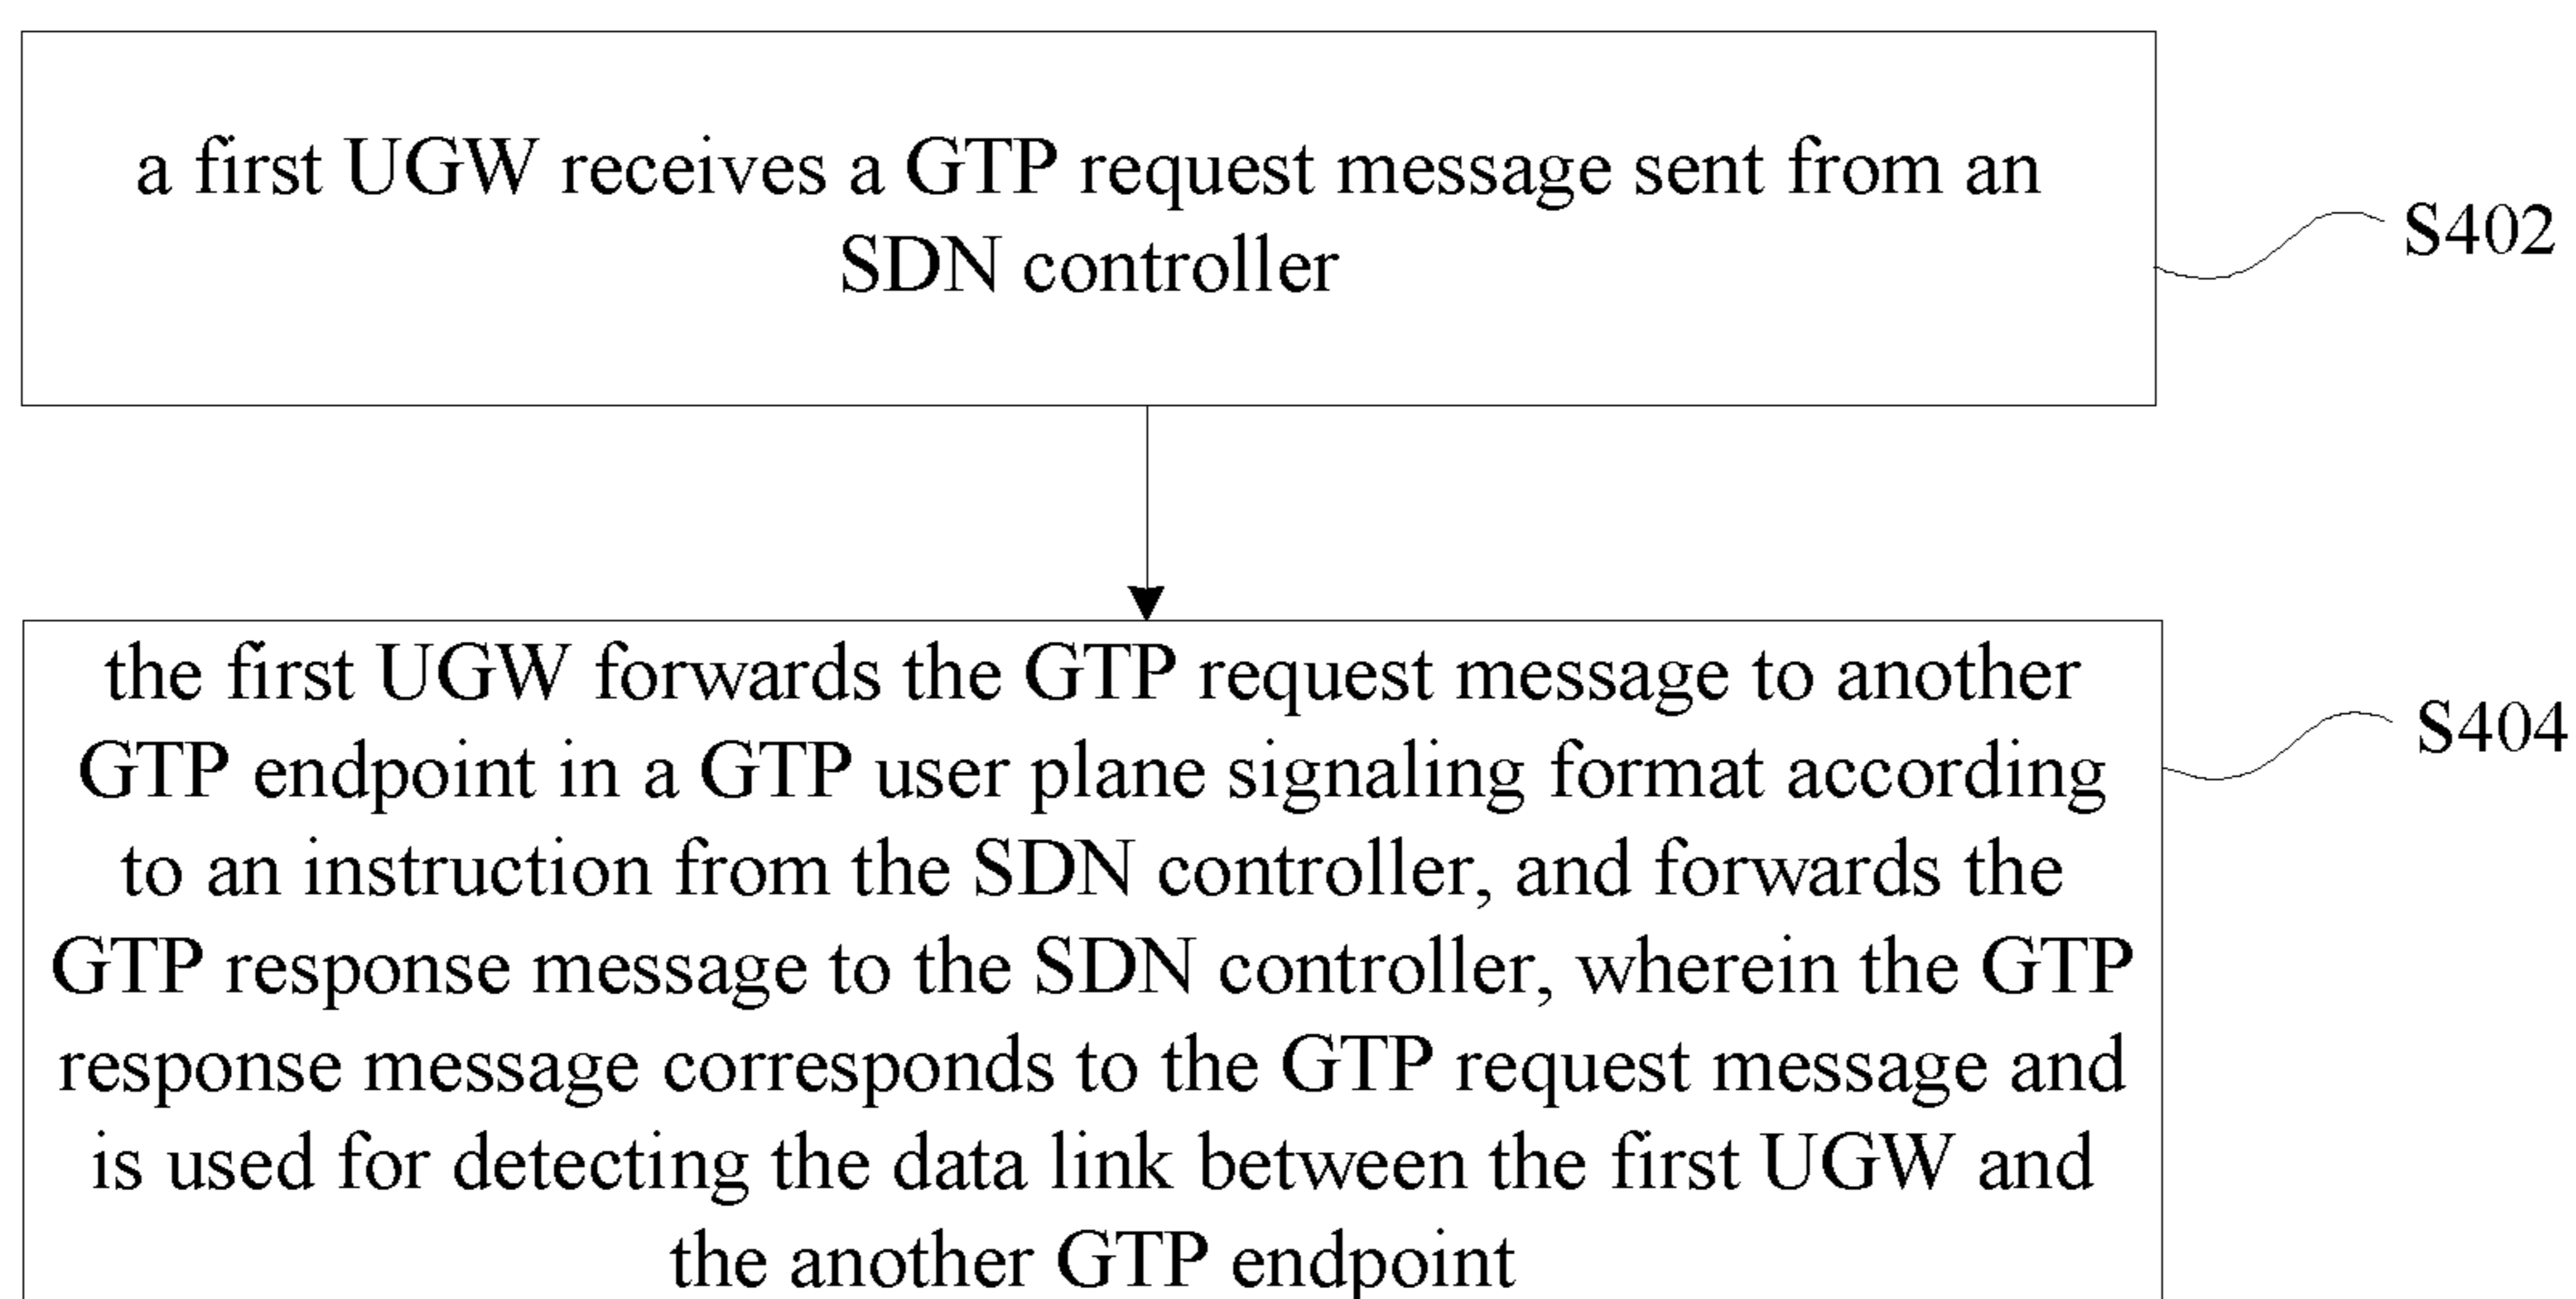 a first UGW receives a GTP request message sent from an
SDN controller
S402
the first UGW forwards the GTP request message to another
GTP endpoint in a GTP user plane signaling format according
to an instruction from the SDN controller, and forwards the
GTP response message to the SDN controller, wherein the GTP
response message corresponds to the GTP request message and
is used for detecting the data link between the first UGW and
the another GTP endpoint
S404